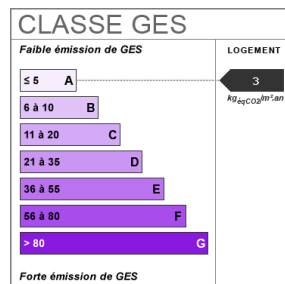 CLASSE GES
Faible émission de GES
LOGEMENT
≤ 5 A
3
kgéqCO2/m².an
6 à 10 B
11 à 20 C
21 à 35 D
36 à 55 E
56 à 80 F
> 80 G
Forte émission de GES